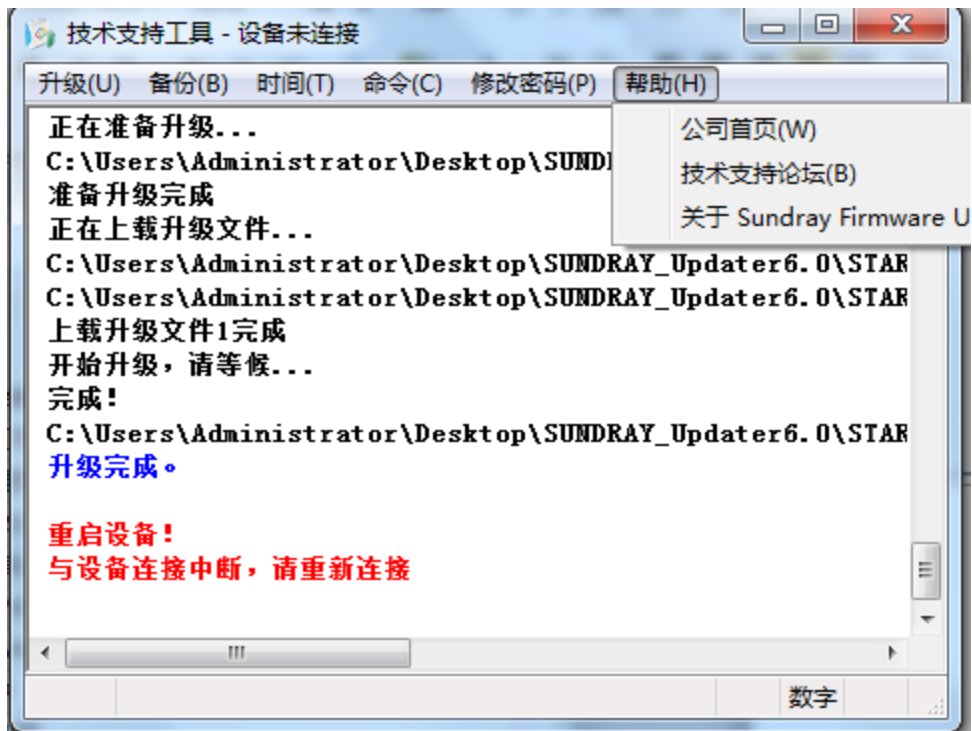 技术支持工具 - 设备未连接
升级(U) 备份(B) 时间(T) 命令(C) 修改密码(P) 帮助(H)
公司首页(W)
技术支持论坛(B)
关于 Sundray Firmware U
正在准备升级...
C:\Users\Administrator\Desktop\SUND
准备升级完成
正在上载升级文件...
C:\Users\Administrator\Desktop\SUNDRAY_Updater6.0\STAR
C:\Users\Administrator\Desktop\SUNDRAY_Updater6.0\STAR
上载升级文件1完成
开始升级，请等候...
完成！
C:\Users\Administrator\Desktop\SUNDRAY_Updater6.0\STAR
升级完成。
重启设备！
与设备连接中断，请重新连接
数字